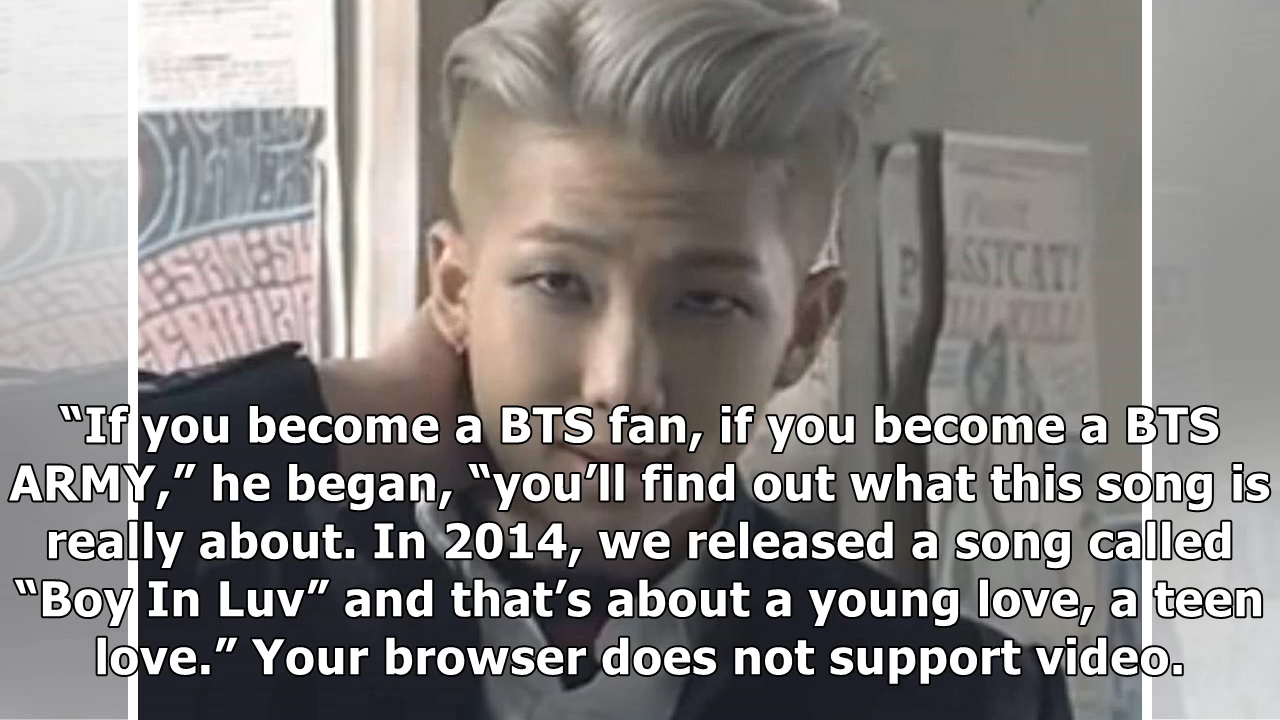 “If you become a BTS fan, if you become a BTS
ARMY,” he began, “you’ll find out what this song is
really about. In 2014, we released a song called
“Boy In Luv” and that’s about a young love, a teen
love.” Your browser does not support video.